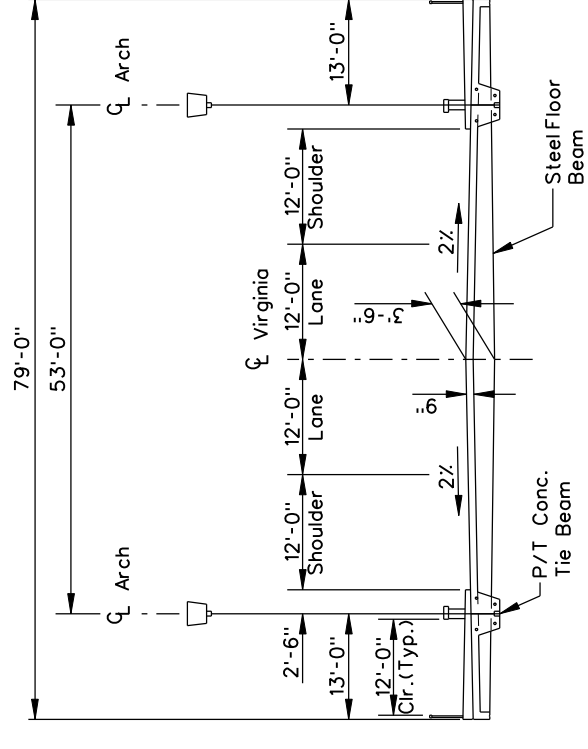 79'-0"
53'-0"
℄ Arch
℄ Arch
℄ Virginia
2'-6"
13'-0"
12'-0"
Clr.(Typ.)
12'-0"
Shoulder
12'-0"
Lane
12'-0"
Lane
12'-0"
Shoulder
13'-0"
2%
9"
3'-6"
2%
P/T Conc.
Tie Beam
Steel Floor
Beam